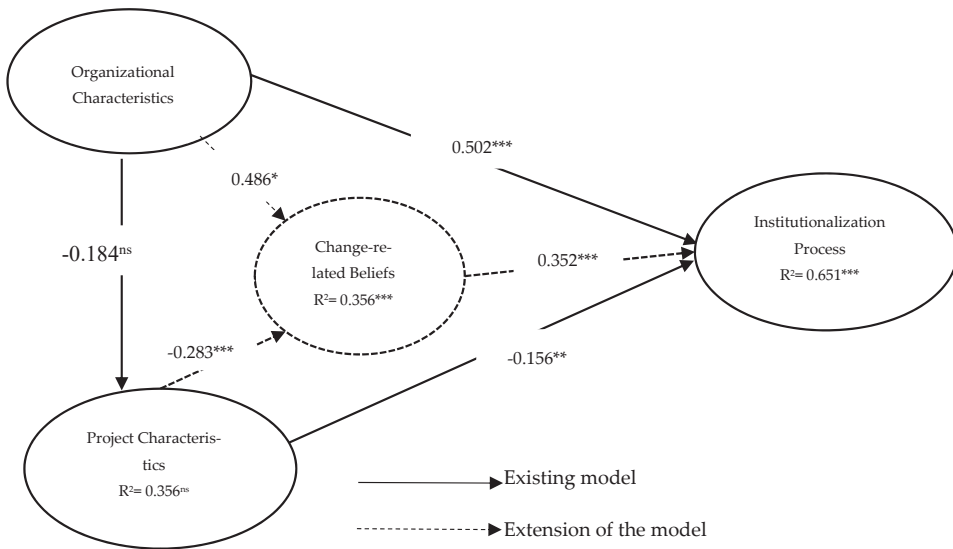 Organizational
Characteristics
0.502***
0.486*
-0.184ⁿˢ
Change-re-
lated Beliefs
R²= 0.356***
0.352***
Institutionalization
Process
R²= 0.651***
-0.283***
-0.156**
Project Characteris-
tics
R²= 0.356ⁿˢ
Existing model
Extension of the model